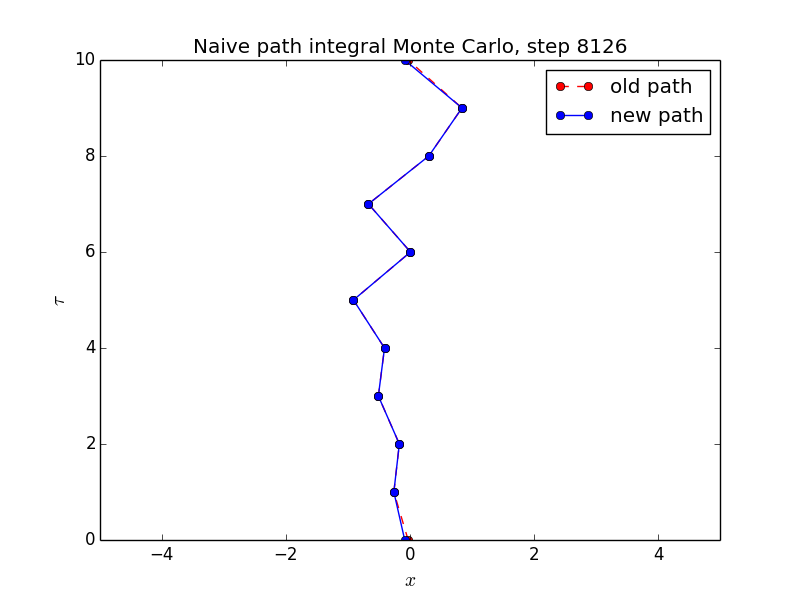 Naive path integral Monte Carlo, step 8126
old path
new path
10
8
6
4
2
0
τ
−4 −2 0 2 4
x